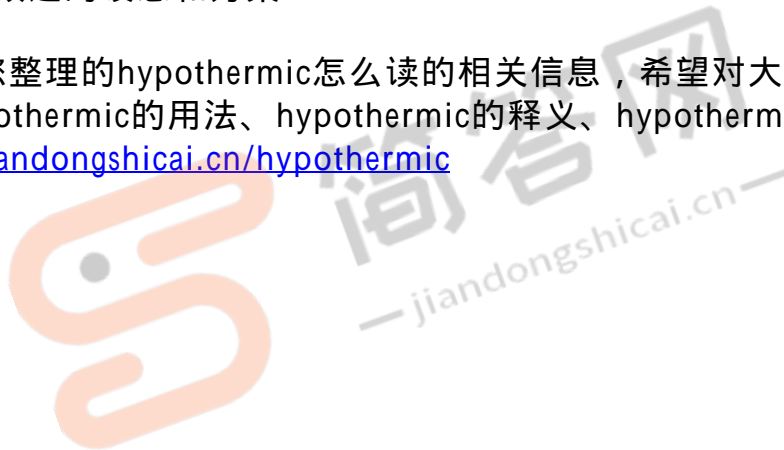 整理的hypothermic怎么读的相关信息，希望对大
othermic的用法、hypothermic的释义、hypotherm
andongshicai.cn/hypothermic
简答网
jiandongshicai.cn